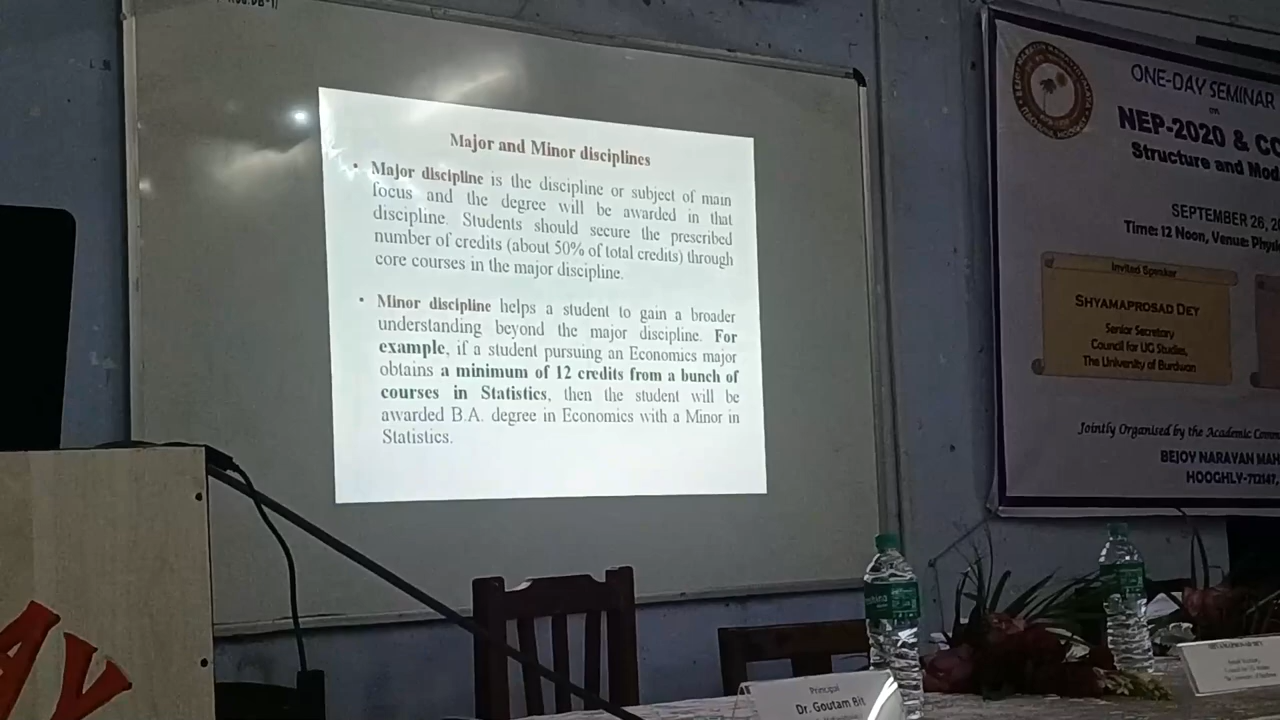 Major and Minor disciplines
• Major discipline is the discipline or subject of main
focus and the degree will be awarded in that
discipline. Students should secure the prescribed
number of credits (about 50% of total credits) through
core courses in the major discipline.
• Minor discipline helps a student to gain a broader
understanding beyond the major discipline. For
example, if a student pursuing an Economics major
obtains a minimum of 12 credits from a bunch of
courses in Statistics, then the student will be
awarded B.A. degree in Economics with a Minor in
Statistics.
ONE-DAY SEMINAR
on
NEP-2020 &
Structure and
SEPTEMBER 26,
Time: 12 Noon, Venue:
Invited Speaker
SHYAMAPROSAD DEY
Senior Secretary
Council for UG Studies,
The University of Burdwan
Jointly Organised by the Academic
BEJOY NARAYAN
HOOGHLY-712147,
Principal
Dr. Goutam Bit